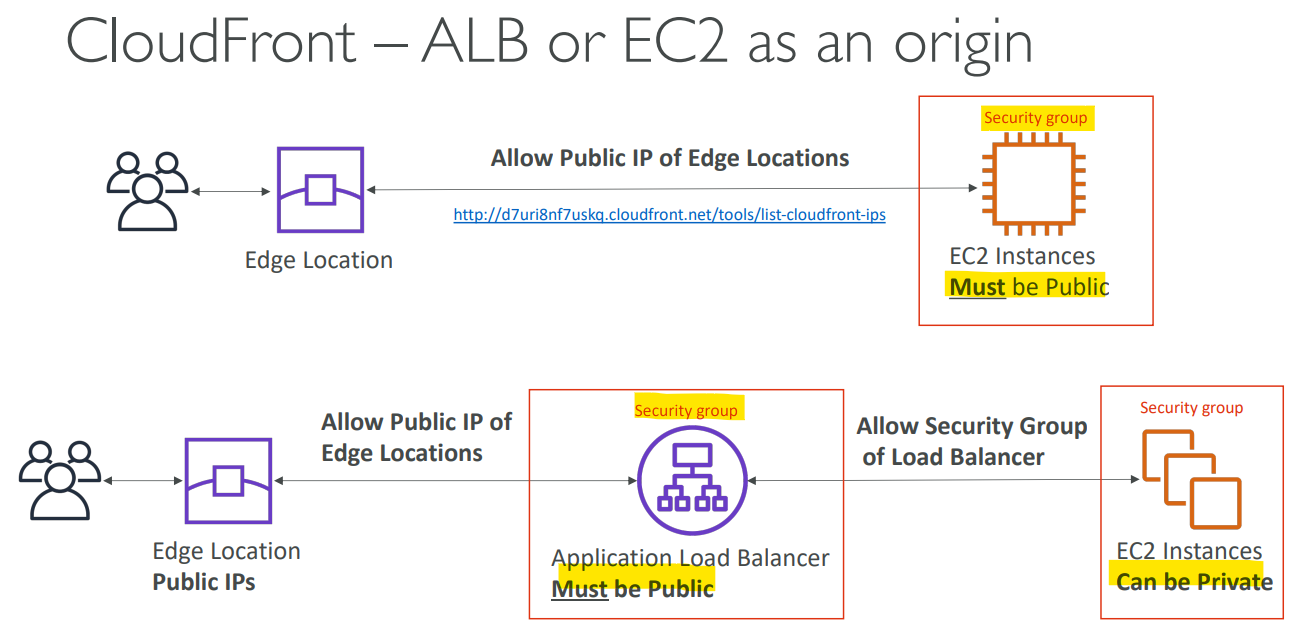 CloudFront – ALB or EC2 as an origin
Security group
Allow Public IP of Edge Locations
http://d7uri8nf7uskq.cloudfront.net/tools/list-cloudfront-ips
Edge Location
EC2 Instances
Must be Public
Security group
Allow Public IP of
Edge Locations
Security group
Allow Security Group
of Load Balancer
Edge Location
Public IPs
Application Load Balancer
Must be Public
EC2 Instances
Can be Private